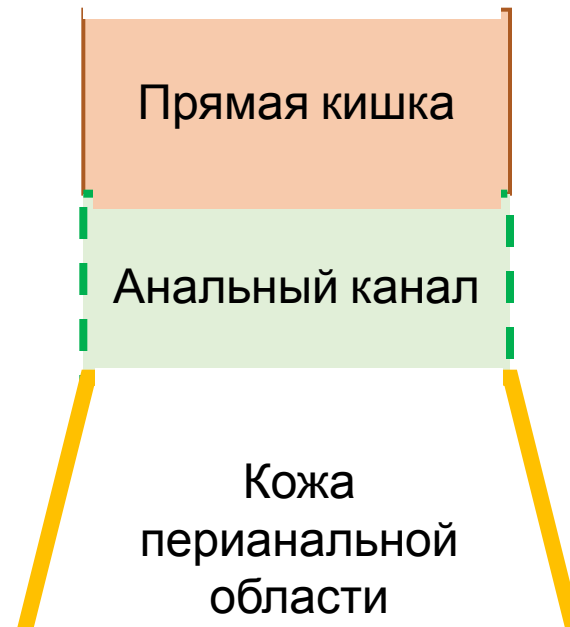 Прямая кишка
Анальный канал
Кожа
перианальной
области